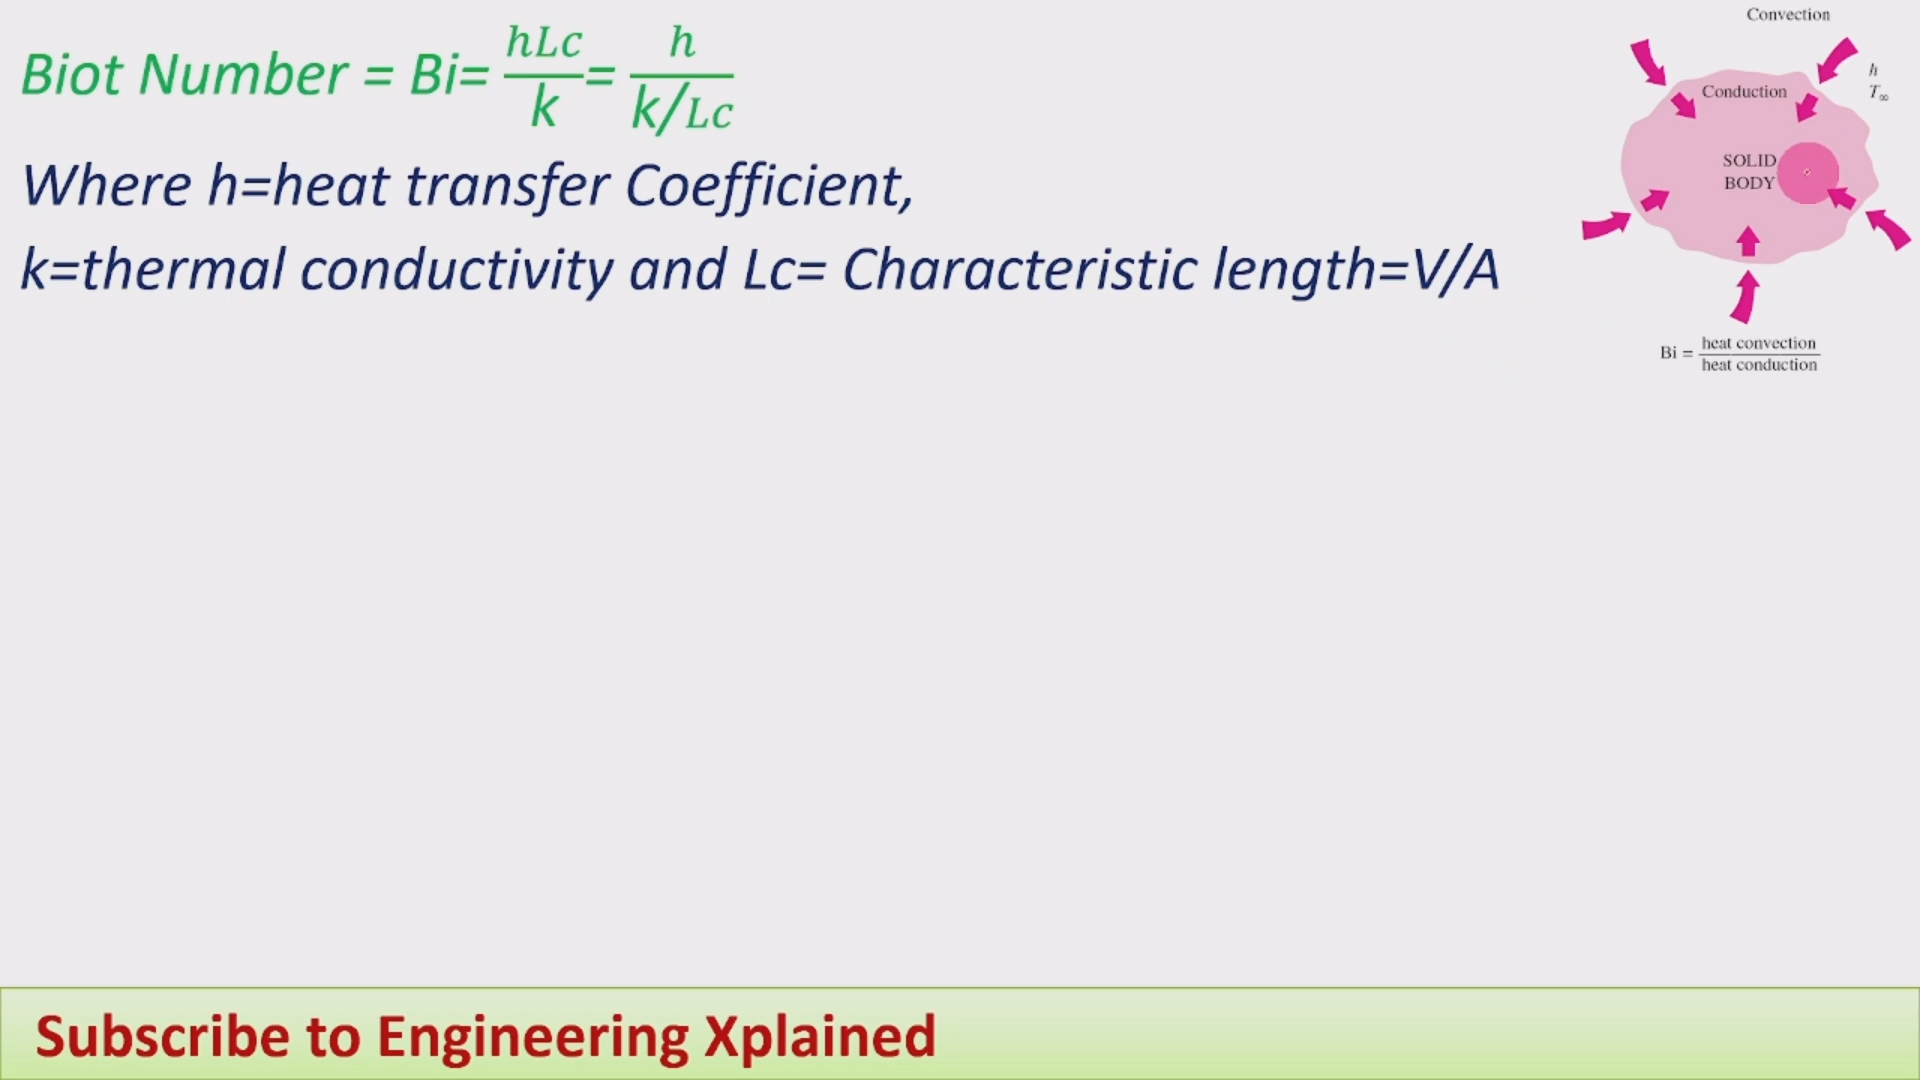 Biot Number = Bi= hLc/k = h/k/Lc
Where h=heat transfer Coefficient,
k=thermal conductivity and Lc= Characteristic length=V/A
Convection
h
T∞
Conduction
SOLID
BODY
Bi = heat convection/heat conduction
Subscribe to Engineering Xplained